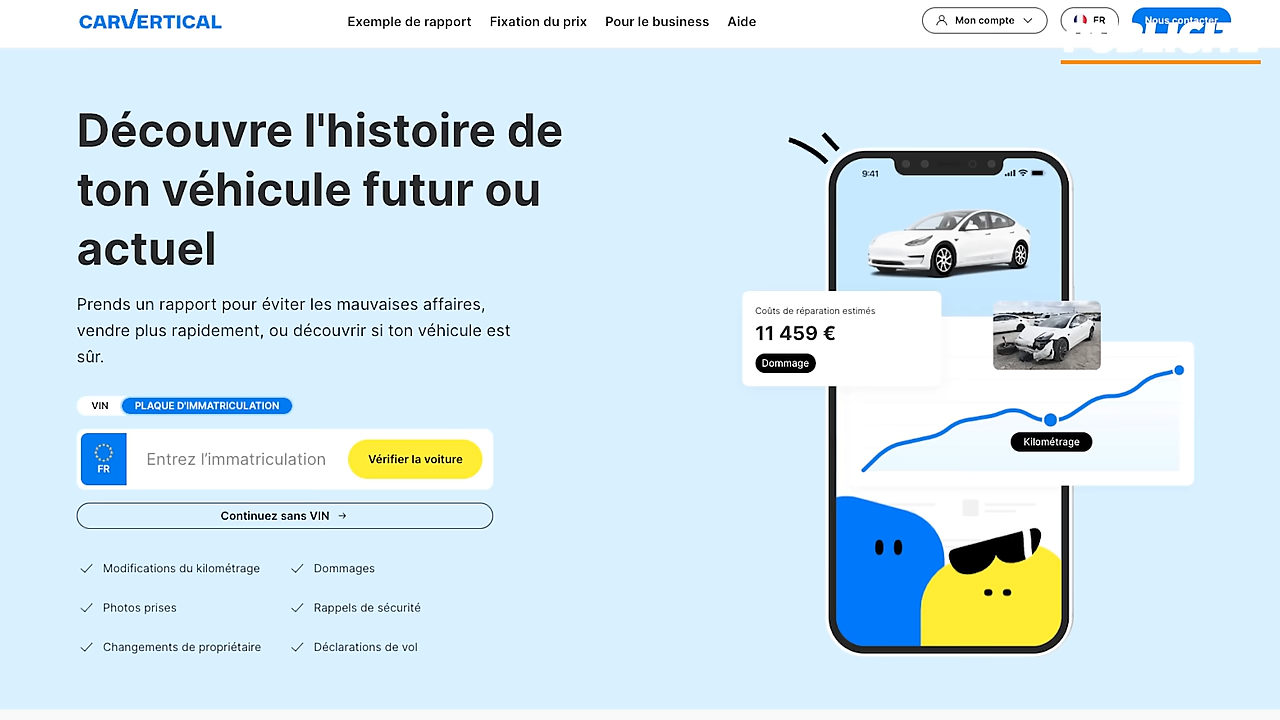 CARVERTICAL
Exemple de rapport
Fixation du prix
Pour le business
Aide
Mon compte
FR
Nous contacter
PUBLICITÉ
Découvre l'histoire de
ton véhicule futur ou
actuel
Prends un rapport pour éviter les mauvaises affaires,
vendre plus rapidement, ou découvrir si ton véhicule est
sûr.
VIN
PLAQUE D'IMMATRICULATION
FR
Entrez l’immatriculation
Vérifier la voiture
Continuez sans VIN →
Modifications du kilométrage
Dommages
Photos prises
Rappels de sécurité
Changements de propriétaire
Déclarations de vol
9:41
Coûts de réparation estimés
11 459 €
Dommage
Kilométrage